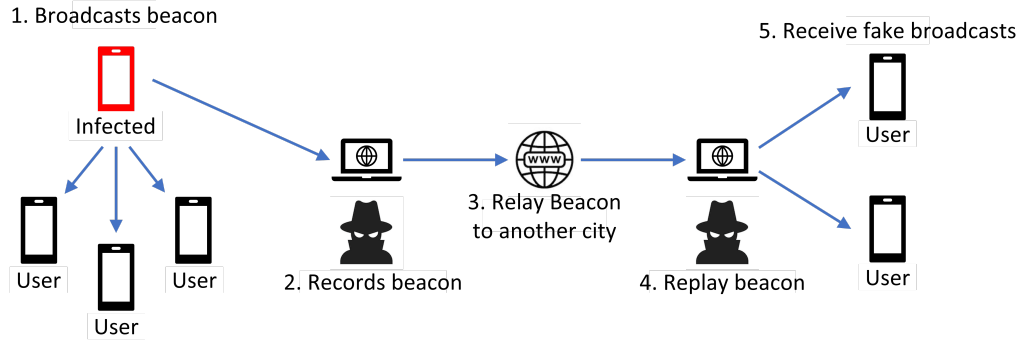 1. Broadcasts beacon
5. Receive fake broadcasts
Infected
User
www
3. Relay Beacon
to another city
User
User
User
2. Records beacon
4. Replay beacon
User
User